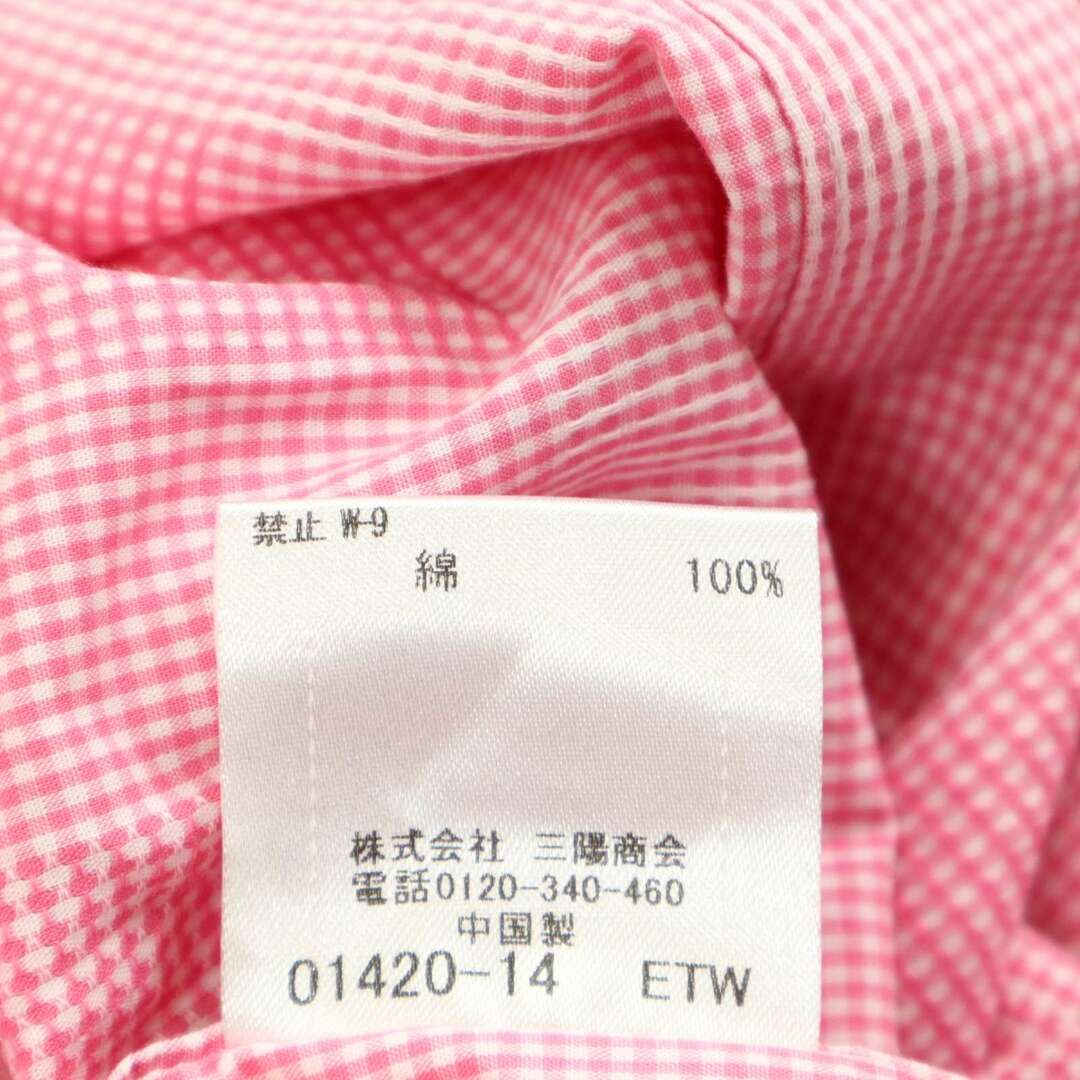 禁止 W-9
綿 100%
株式会社 三陽商会
電話0120-340-460
中国製
01420-14 ETW